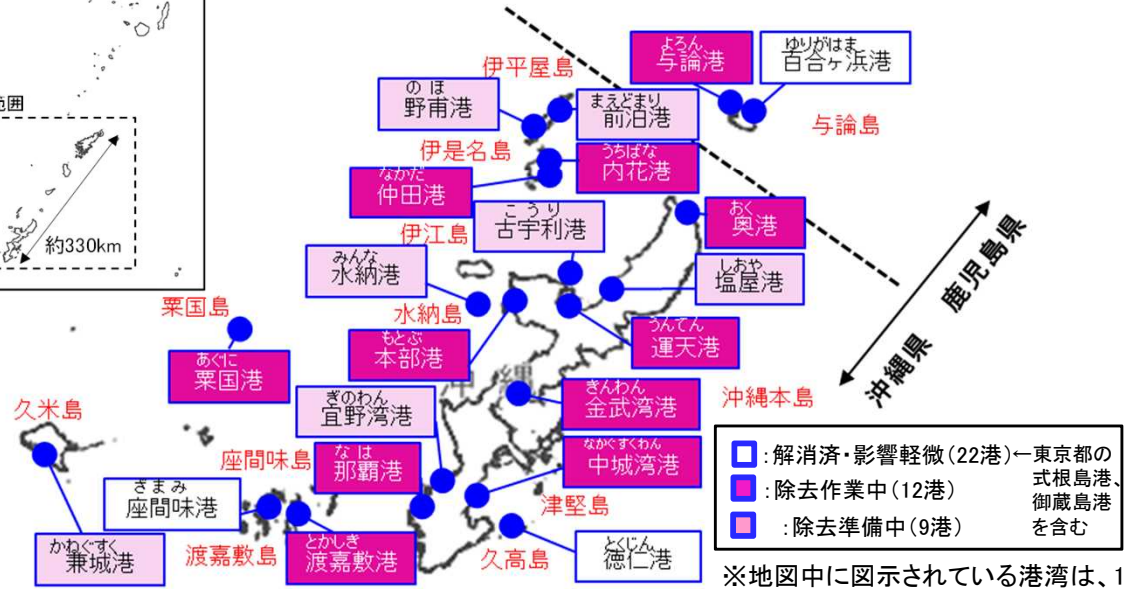 範囲
約330km
よろん
与論港
ゆりがはま
百合ヶ浜港
与論島
伊平屋島
のほ
野甫港
まえどまり
前泊港
伊是名島
うちばな
内花港
なかだ
仲田港
こうり
古宇利港
おく
奥港
伊江島
みんな
水納港
しおや
塩屋港
水納島
粟国島
あぐに
粟国港
もとぶ
本部港
うんてん
運天港
鹿児島県
沖縄県
沖縄
ぎのわん
宜野湾港
きんわん
金武湾港
沖縄本島
久米島
座間味島
なは
那覇港
なかぐすくわん
中城湾港
津堅島
ざまみ
座間味港
かねぐすく
兼城港
渡嘉敷島
とかしき
渡嘉敷港
久高島
とくじん
徳仁港
:解消済・影響軽微(22港)←東京都の
式根島港、
:除去作業中(12港)
御蔵島港
:除去準備中(9港)
を含む
※地図中に図示されている港湾は、1